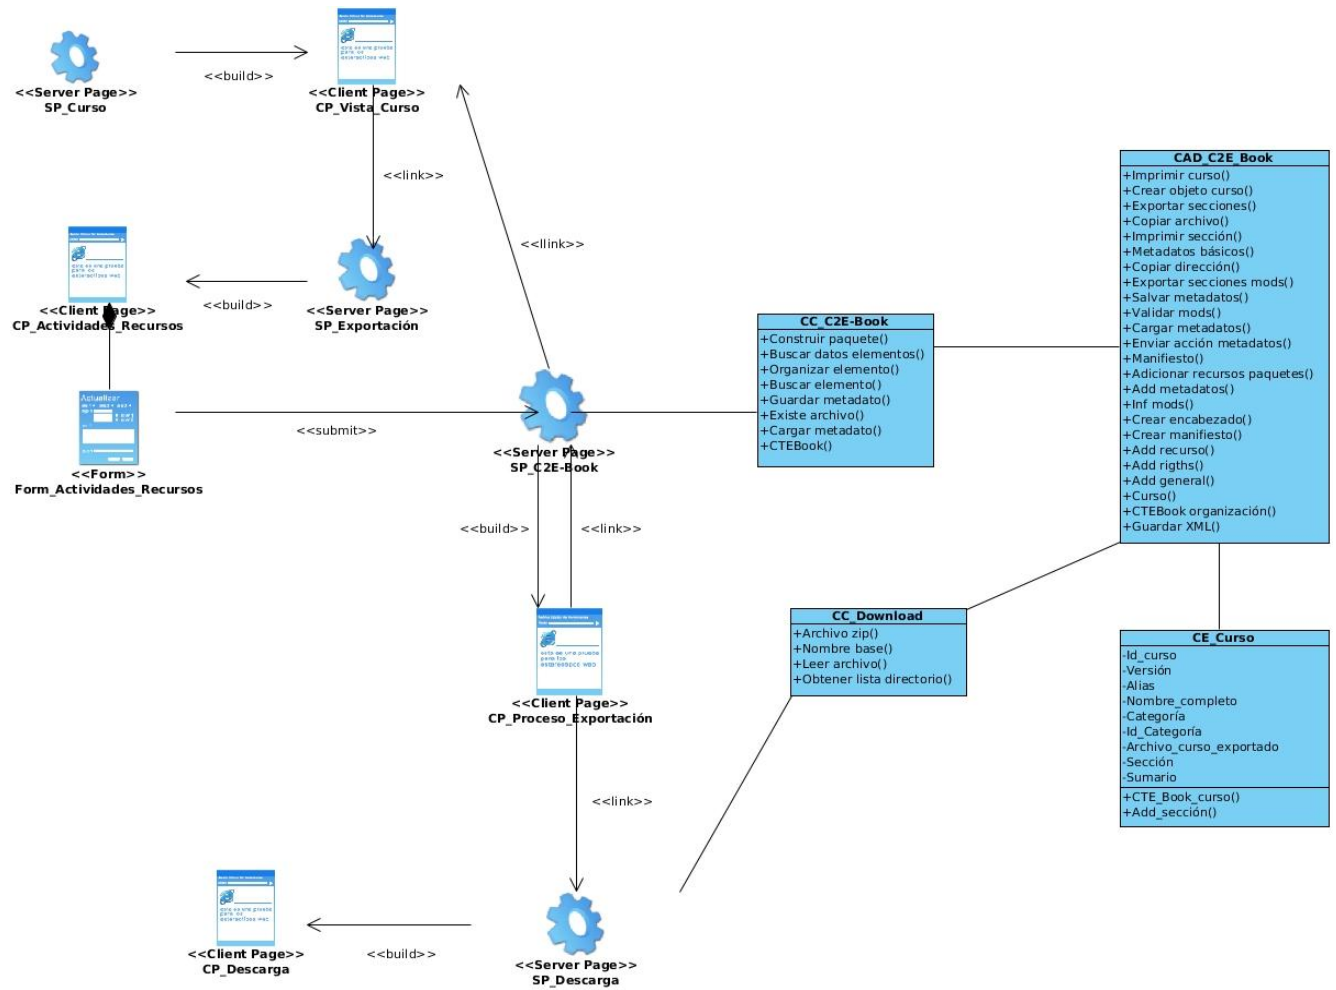 <<build>>
<<Server Page>>
SP_Curso
<<Client Page>>
CP_Vista_Curso
<<link>>
<<llink>>
<<Client Page>>
CP_Actividades_Recursos
<<build>>
<<Server Page>>
SP_Exportación
Actualizar
<<Form>>
Form_Actividades_Recursos
<<submit>>
<<Server Page>>
SP_C2E-Book
<<build>>
<<link>>
<<Client Page>>
CP_Proceso_Exportación
<<link>>
<<Client Page>>
CP_Descarga
<<build>>
<<Server Page>>
SP_Descarga
CC_C2E-Book
+Construir paquete()
+Buscar datos elementos()
+Organizar elemento()
+Buscar elemento()
+Guardar metadato()
+Existe archivo()
+Cargar metadato()
+CTEBook()
CAD_C2E_Book
+Imprimir curso()
+Crear objeto curso()
+Exportar secciones()
+Copiar archivo()
+Imprimir sección()
+Metadatos básicos()
+Copiar dirección()
+Exportar secciones mods()
+Salvar metadatos()
+Validar mods()
+Cargar metadatos()
+Enviar acción metadatos()
+Manifiesto()
+Adicionar recursos paquetes()
+Add metadatos()
+Inf mods()
+Crear encabezado()
+Crear manifiesto()
+Add recurso()
+Add rigths()
+Add general()
+Curso()
+CTEBook organización()
+Guardar XML()
CC_Download
+Archivo zip()
+Nombre base()
+Leer archivo()
+Obtener lista directorio()
CE_Curso
-Id_curso
-Versión
-Alias
-Nombre_completo
-Categoría
-Id_Categoría
-Archivo_curso_exportado
-Sección
-Sumario
+CTE_Book_curso()
+Add_sección()